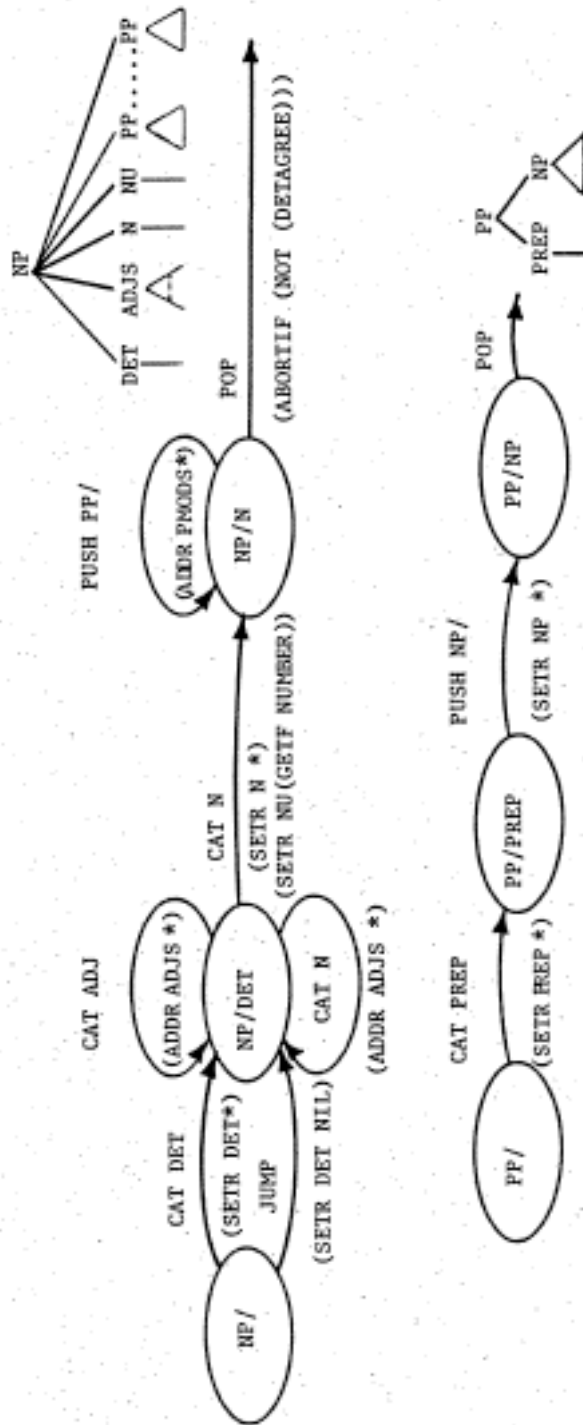 NP
DET ADJS N NU PP.....PP
PUSH PP/
(ADDR PMODS*)
NP/N
POP
(ABORTIF (NOT (DETAGREE)))
CAT N
(SETR N *)
(SETR NU(GETF NUMBER))
CAT ADJ
(ADDR ADJS *)
NP/DET
CAT N
(ADDR ADJS *)
CAT DET
(SETR DET*)
JUMP
(SETR DET NIL)
NP/
PP
PREP NP
POP
PP/NP
PUSH NP/
(SETR NP *)
PP/PREP
CAT PREP
(SETR PREP *)
PP/